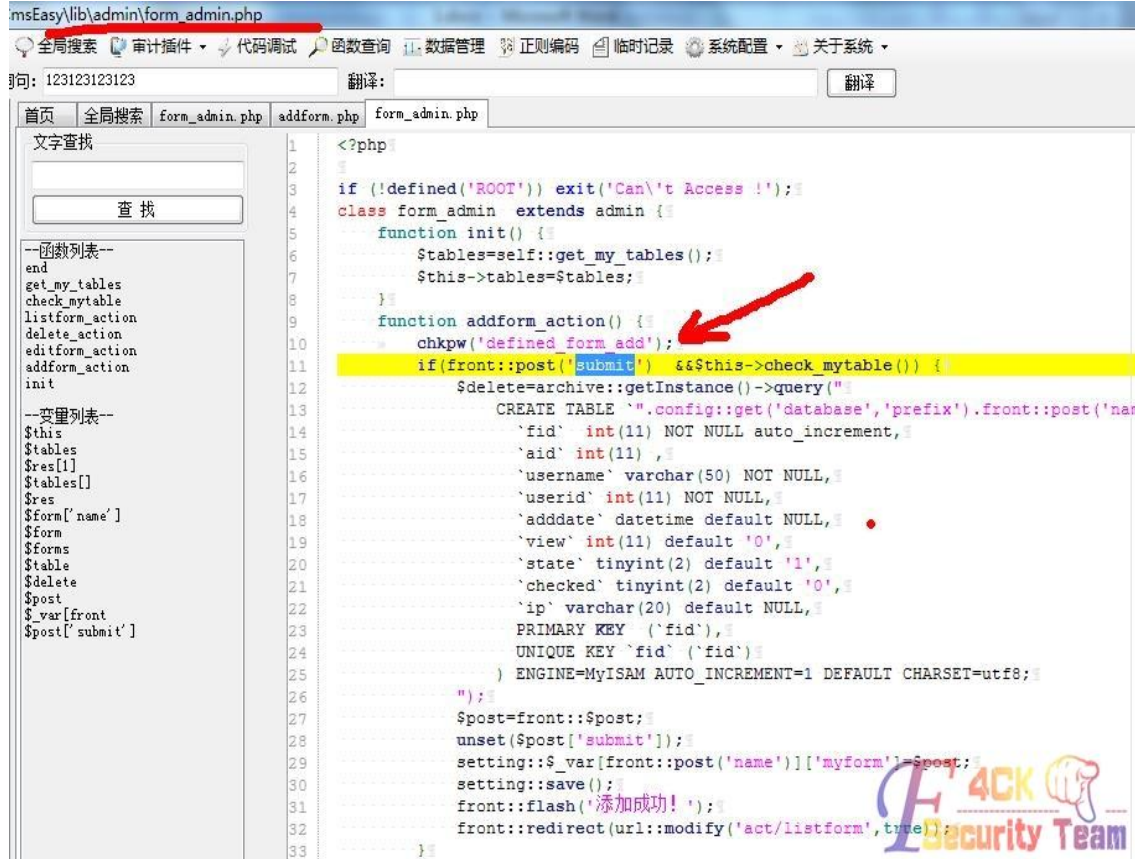 msEasy\lib\admin\form_admin.php
全局搜索 审计插件 代码调试 函数查询 数据管理 正则编码 临时记录 系统配置 关于系统
词: 123123123123 翻译: 翻译
首页 全局搜索 form_admin.php addform.php form_admin.php
文字查找
查 找
--函数列表--
end
get_my_tables
check_mytable
listform_action
delete_action
editform_action
addform_action
init
--变量列表--
$this
$tables
$res[1]
$tables[]
$res
$form['name']
$form
$forms
$table
$delete
$post
$_var[front
$post['submit']
1 <?php
2
3 if (!defined('ROOT')) exit('Can\'t Access !');
4 class form_admin extends admin {
5 function init() {
6 $tables=self::get_my_tables();
7 $this->tables=$tables;
8 }
9 function addform_action() {
10 chkpw('defined_form_add');
11 if(front::post('submit') &&$this->check_mytable()) {
12 $delete=archive::getInstance()->query("
13 CREATE TABLE `".config::get('database','prefix').front::post('nam
14 `fid` int(11) NOT NULL auto_increment,
15 `aid` int(11) ,
16 `username` varchar(50) NOT NULL,
17 `userid` int(11) NOT NULL,
18 `adddate` datetime default NULL,
19 `view` int(11) default '0',
20 `state` tinyint(2) default '1',
21 `checked` tinyint(2) default '0',
22 `ip` varchar(20) default NULL,
23 PRIMARY KEY (`fid`),
24 UNIQUE KEY `fid` (`fid`)
25 ) ENGINE=MyISAM AUTO_INCREMENT=1 DEFAULT CHARSET=utf8;
26 ");
27 $post=front::$post;
28 unset($post['submit']);
29 setting::$_var[front::post('name')]['myform']=$post;
30 setting::save();
31 front::flash('添加成功！');
32 front::redirect(url::modify('act/listform',true));
33 }
F4CK
Security Team